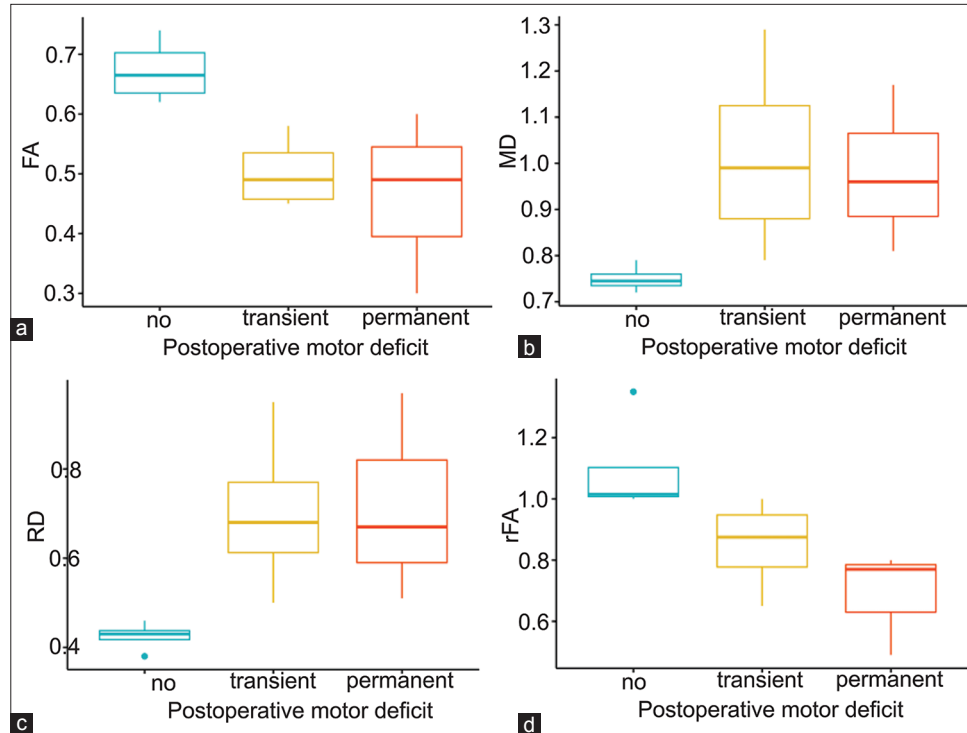 FA
0.7
0.6
0.5
0.4
0.3
no transient permanent
Postoperative motor deficit
a
MD
1.3
1.2
1.1
1.0
0.9
0.8
0.7
no transient permanent
Postoperative motor deficit
b
RD
0.8
0.6
0.4
no transient permanent
Postoperative motor deficit
c
rFA
1.2
1.0
0.8
0.6
no transient permanent
Postoperative motor deficit
d